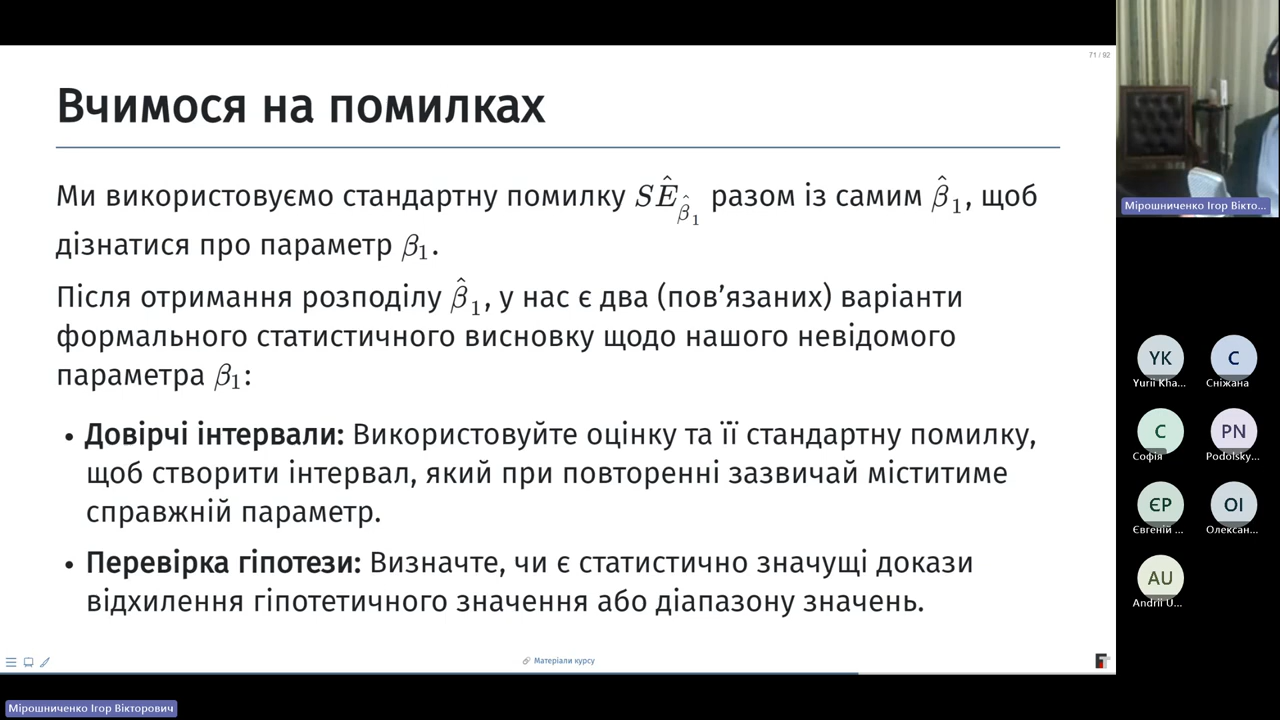 71 / 92
Вчимося на помилках
Ми використовуємо стандартну помилку SÊ_β̂₁ разом із самим β̂₁, щоб
дізнатися про параметр β₁.
Після отримання розподілу β̂₁, у нас є два (пов’язаних) варіанти
формального статистичного висновку щодо нашого невідомого
параметра β₁:
• Довірчі інтервали: Використовуйте оцінку та її стандартну помилку,
щоб створити інтервал, який при повторенні зазвичай міститиме
справжній параметр.
• Перевірка гіпотези: Визначте, чи є статистично значущі докази
відхилення гіпотетичного значення або діапазону значень.
Матеріали курсу
Мірошниченко Ігор Вікторович
Мірошниченко Ігор Вікто...
YK
Yurii Kha...
С
Сніжана
С
Софія
PN
Podolsky...
ЄР
Євгеній ...
ОІ
Олексан...
AU
Andrii U...